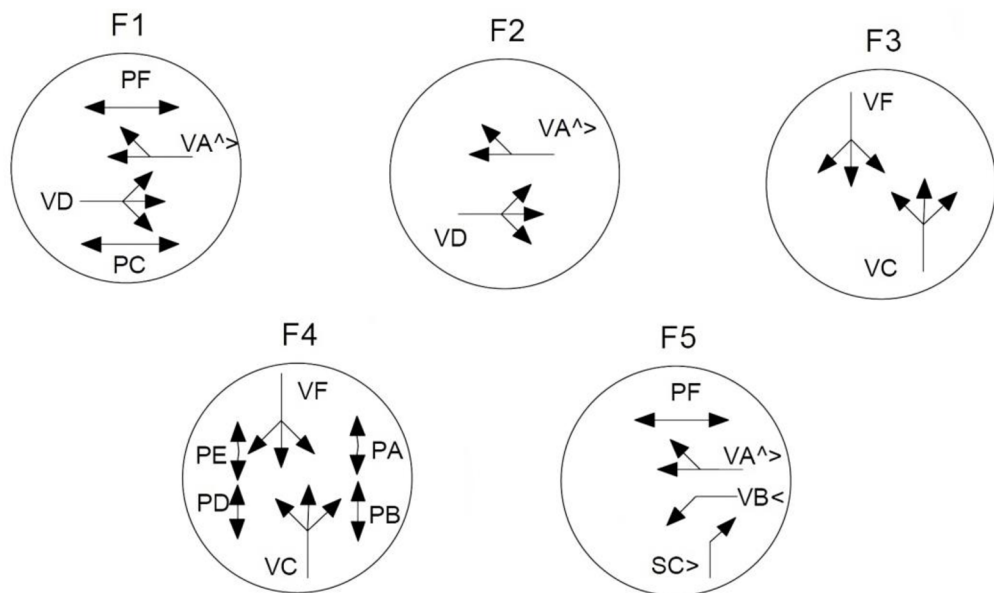 F1
PF
VA^>
VD
PC
F2
VA^>
VD
F3
VF
VC
F4
VF
PE
PA
PD
PB
VC
F5
PF
VA^>
VB<
SC>